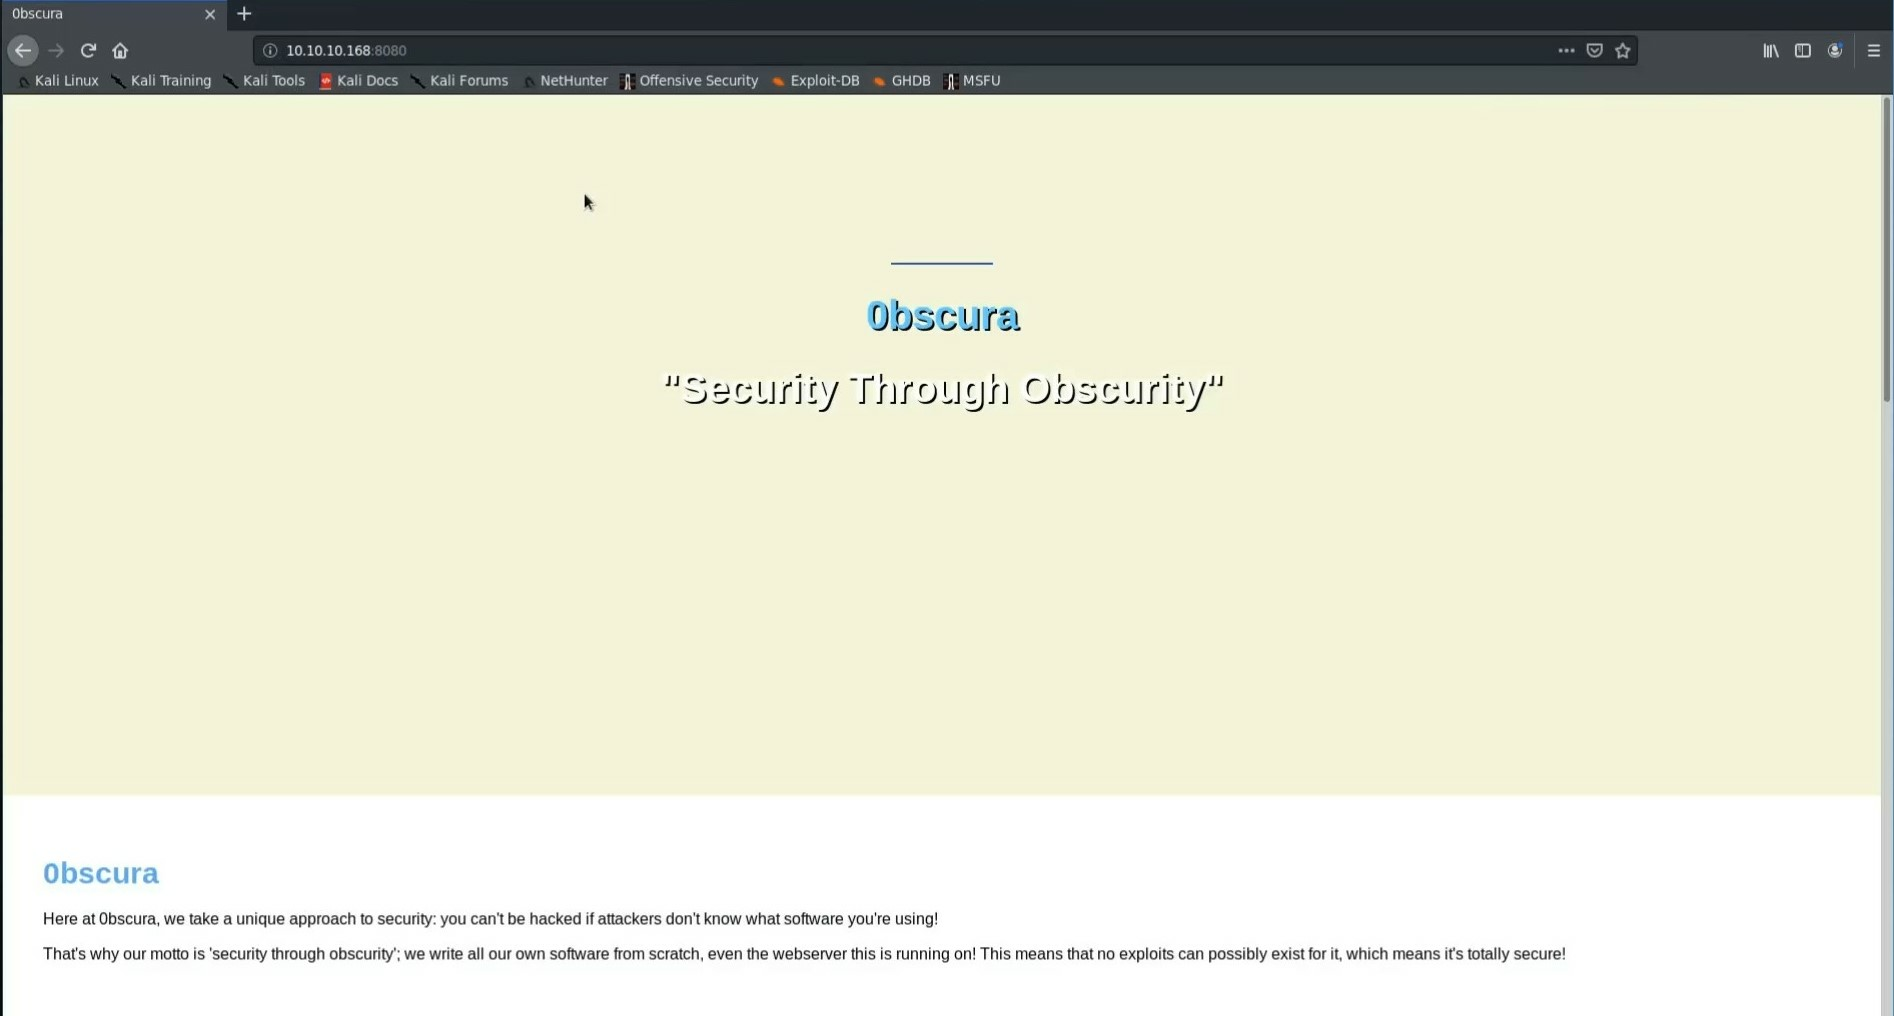 0bscura
10.10.10.168:8080
Kali Linux Kali Training Kali Tools Kali Docs Kali Forums NetHunter Offensive Security Exploit-DB GHDB MSFU
0bscura
"Security Through Obscurity"
0bscura
Here at 0bscura, we take a unique approach to security: you can't be hacked if attackers don't know what software you're using!
That's why our motto is 'security through obscurity'; we write all our own software from scratch, even the webserver this is running on! This means that no exploits can possibly exist for it, which means it's totally secure!